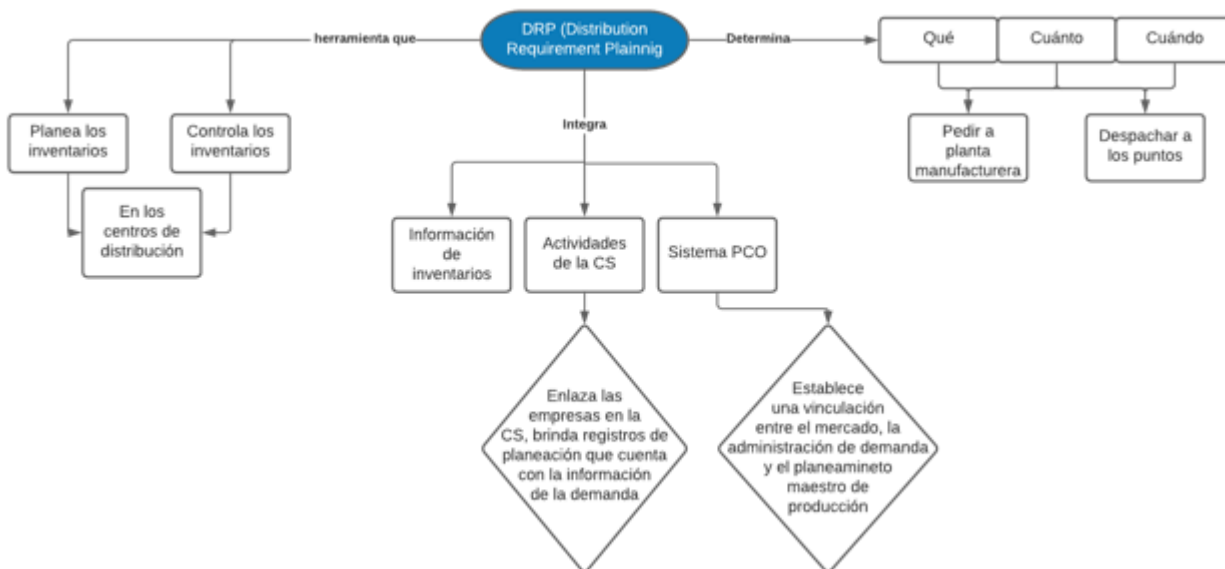 DRP (Distribution
Requirement Plainnig
herramienta que
Determina
Qué
Cuánto
Cuándo
Planea los
inventarios
Controla los
inventarios
En los
centros de
distribución
Integra
Pedir a
planta
manufacturera
Despachar a
los puntos
Información
de
inventarios
Actividades
de la CS
Sistema PCO
Enlaza las
empresas en la
CS, brinda registros de
planeación que cuenta
con la información
de la demanda
Establece
una vinculación
entre el mercado, la
administración de demanda
y el planeamineto
maestro de
producción